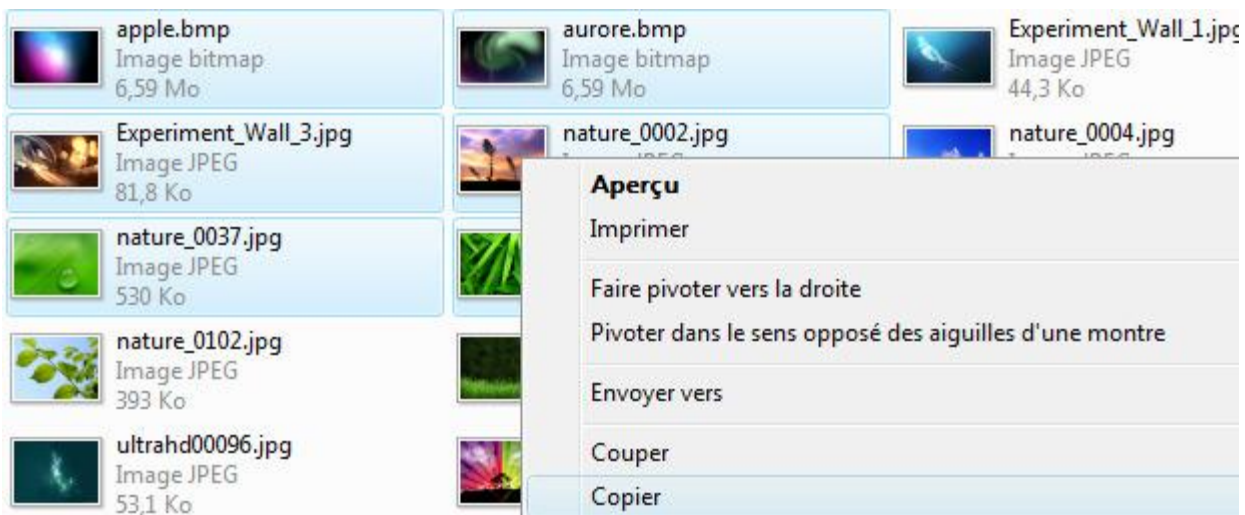 apple.bmp
Image bitmap
6,59 Mo
aurore.bmp
Image bitmap
6,59 Mo
Experiment_Wall_1.jpg
Image JPEG
44,3 Ko
Experiment_Wall_3.jpg
Image JPEG
81,8 Ko
nature_0002.jpg
nature_0004.jpg
nature_0037.jpg
Image JPEG
530 Ko
nature_0102.jpg
Image JPEG
393 Ko
ultrahd00096.jpg
Image JPEG
53,1 Ko
Aperçu
Imprimer
Faire pivoter vers la droite
Pivoter dans le sens opposé des aiguilles d'une montre
Envoyer vers
Couper
Copier